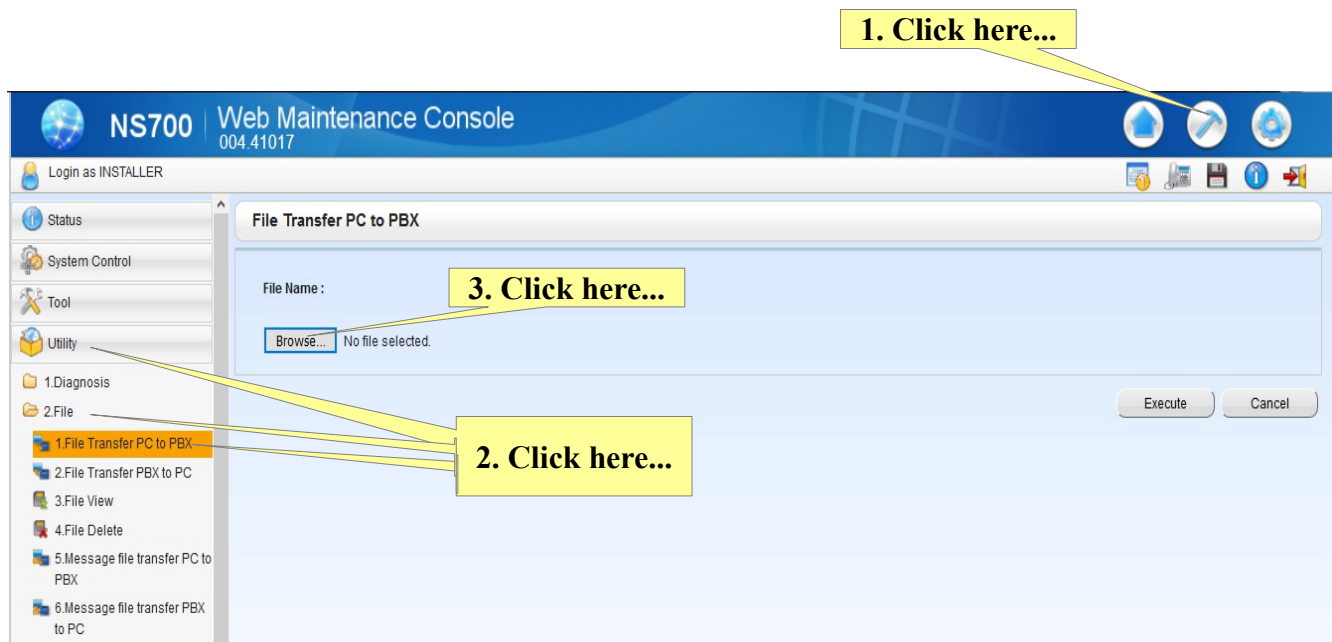 1. Click here...
NS700
Web Maintenance Console
004.41017
Login as INSTALLER
Status
System Control
Tool
Utility
1.Diagnosis
2.File
1.File Transfer PC to PBX
2.File Transfer PBX to PC
3.File View
4.File Delete
5.Message file transfer PC to
PBX
6.Message file transfer PBX
to PC
File Transfer PC to PBX
File Name :
3. Click here...
Browse... No file selected.
Execute
Cancel
2. Click here...